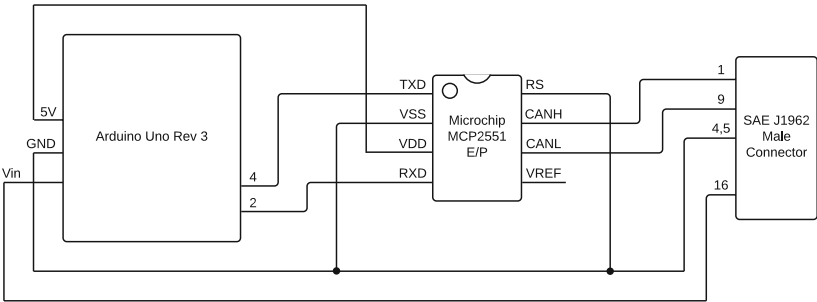 5V
GND
Vin
Arduino Uno Rev 3
4
2
TXD
VSS
VDD
RXD
Microchip
MCP2551
E/P
RS
CANH
CANL
VREF
1
9
4,5
16
SAE J1962
Male
Connector